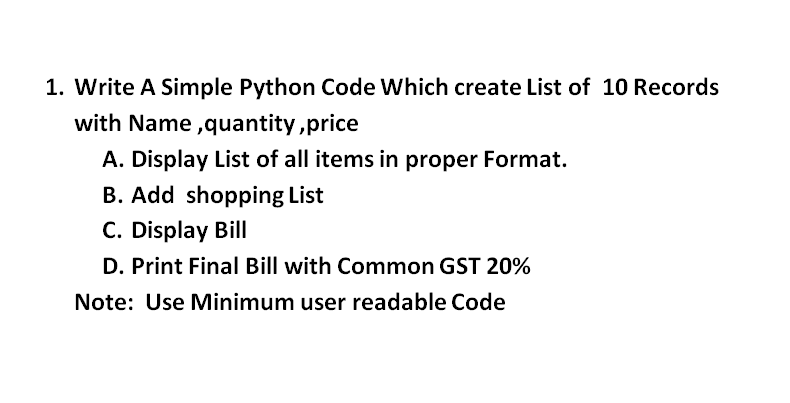 1. Write A Simple Python Code Which create List of 10 Records
with Name ,quantity ,price
A. Display List of all items in proper Format.
B. Add shopping List
C. Display Bill
D. Print Final Bill with Common GST 20%
Note: Use Minimum user readable Code